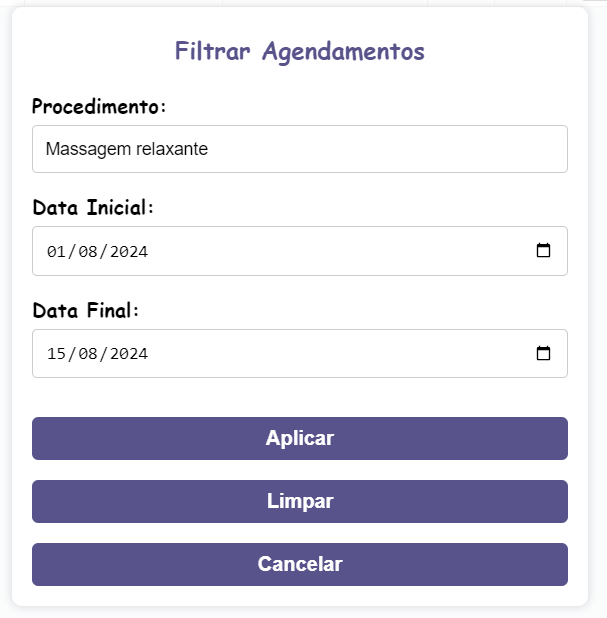 Filtrar Agendamentos
Procedimento:
Massagem relaxante
Data Inicial:
01/08/2024
Data Final:
15/08/2024
Aplicar
Limpar
Cancelar